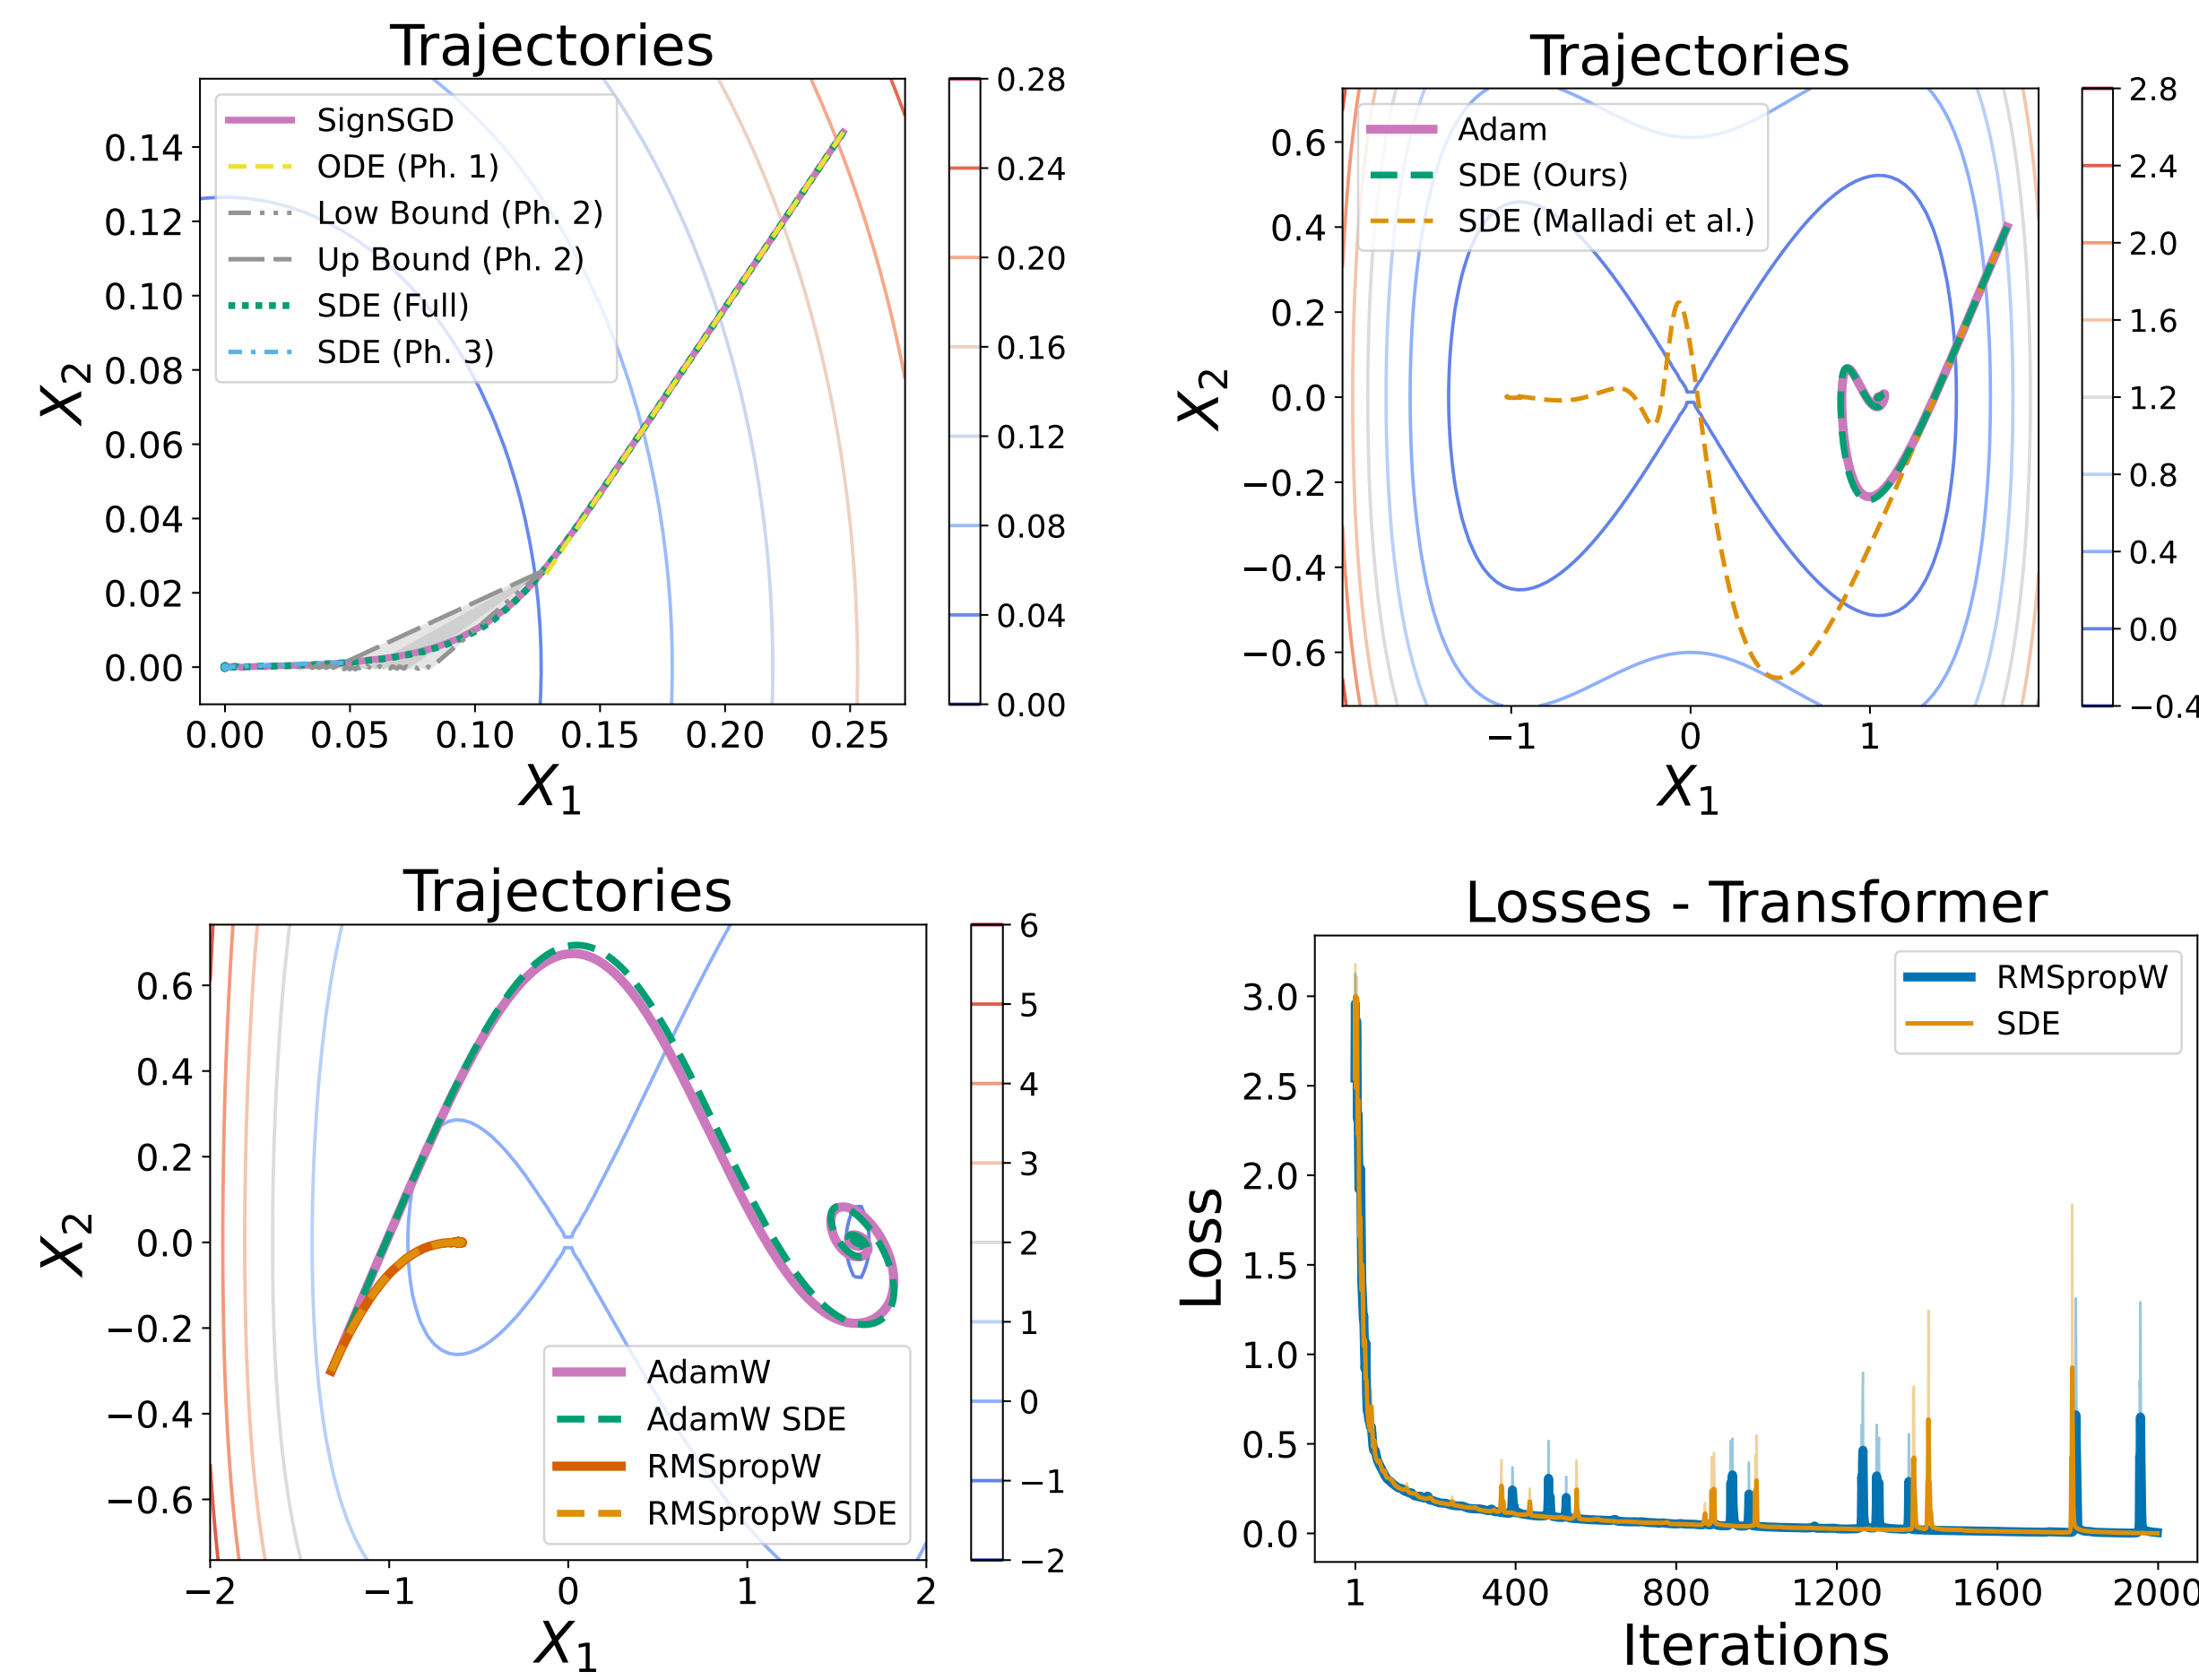 Trajectories
SignSGD
ODE (Ph. 1)
Low Bound (Ph. 2)
Up Bound (Ph. 2)
SDE (Full)
SDE (Ph. 3)
0.14
0.12
0.10
0.08
0.06
0.04
0.02
0.00
X2
0.00 0.05 0.10 0.15 0.20 0.25
X1
0.28
0.24
0.20
0.16
0.12
0.08
0.04
0.00
Trajectories
Adam
SDE (Ours)
SDE (Malladi et al.)
0.6
0.4
0.2
0.0
−0.2
−0.4
−0.6
X2
−1 0 1
X1
2.8
2.4
2.0
1.6
1.2
0.8
0.4
0.0
−0.4
Trajectories
0.6
0.4
0.2
0.0
−0.2
−0.4
−0.6
X2
AdamW
AdamW SDE
RMSpropW
RMSpropW SDE
−2 −1 0 1 2
X1
6
5
4
3
2
1
0
−1
−2
Losses - Transformer
RMSpropW
SDE
3.0
2.5
2.0
1.5
1.0
0.5
0.0
Loss
1 400 800 1200 1600 2000
Iterations